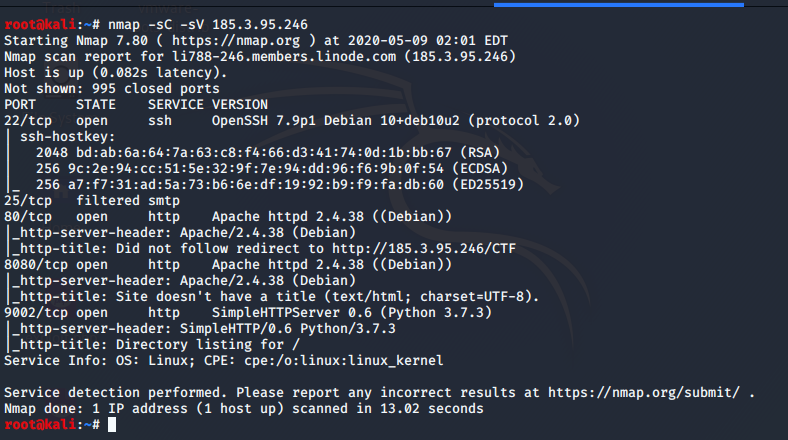 root@kali:~# nmap -sC -sV 185.3.95.246
Starting Nmap 7.80 ( https://nmap.org ) at 2020-05-09 02:01 EDT
Nmap scan report for li788-246.members.linode.com (185.3.95.246)
Host is up (0.082s latency).
Not shown: 995 closed ports
PORT     STATE    SERVICE VERSION
22/tcp   open     ssh     OpenSSH 7.9p1 Debian 10+deb10u2 (protocol 2.0)
| ssh-hostkey:
|   2048 bd:ab:6a:64:7a:63:c8:f4:66:d3:41:74:0d:1b:bb:67 (RSA)
|   256 9c:2e:94:cc:51:5e:32:9f:7e:94:dd:96:f6:9b:0f:54 (ECDSA)
|_  256 a7:f7:31:ad:5a:73:b6:6e:df:19:92:b9:f9:fa:db:60 (ED25519)
25/tcp   filtered smtp
80/tcp   open     http    Apache httpd 2.4.38 ((Debian))
|_http-server-header: Apache/2.4.38 (Debian)
|_http-title: Did not follow redirect to http://185.3.95.246/CTF
8080/tcp open     http    Apache httpd 2.4.38 ((Debian))
|_http-server-header: Apache/2.4.38 (Debian)
|_http-title: Site doesn't have a title (text/html; charset=UTF-8).
9002/tcp open     http    SimpleHTTPServer 0.6 (Python 3.7.3)
|_http-server-header: SimpleHTTP/0.6 Python/3.7.3
|_http-title: Directory listing for /
Service Info: OS: Linux; CPE: cpe:/o:linux:linux_kernel

Service detection performed. Please report any incorrect results at https://nmap.org/submit/ .
Nmap done: 1 IP address (1 host up) scanned in 13.02 seconds
root@kali:~#